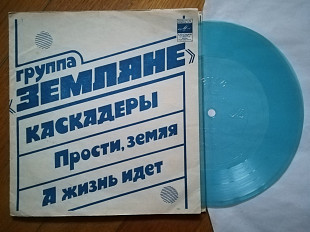 группа
«ЗЕМЛЯНЕ»
КАСКАДЕРЫ
Прости, земля
А жизнь идет